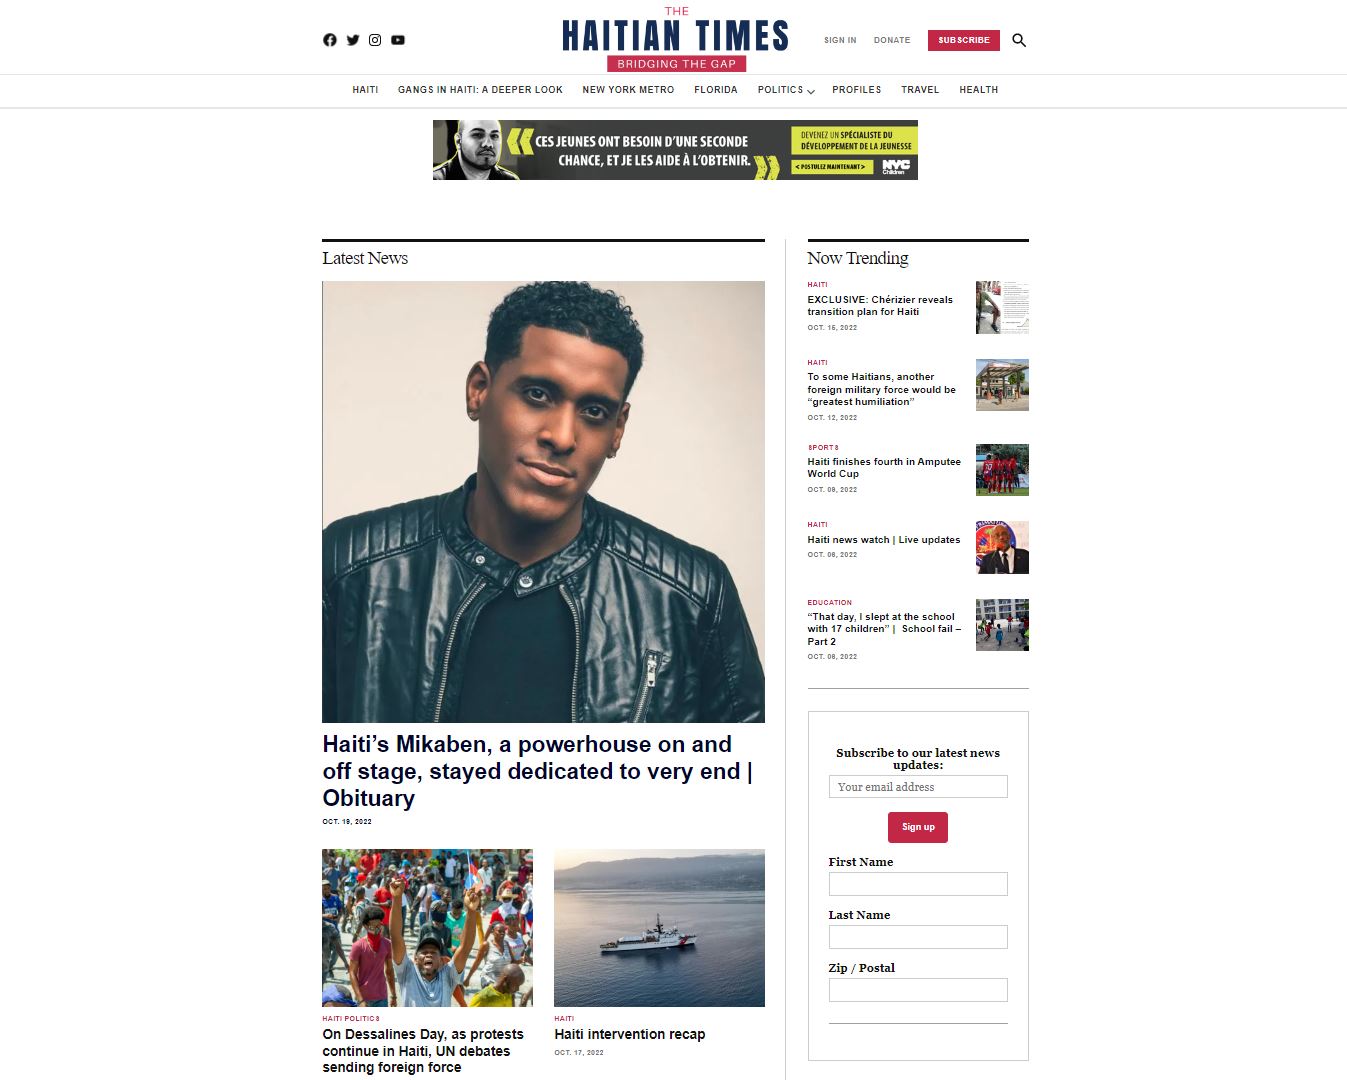 THE
HAITIAN TIMES
BRIDGING THE GAP
SIGN IN
DONATE
SUBSCRIBE
HAITI
GANGS IN HAITI: A DEEPER LOOK
NEW YORK METRO
FLORIDA
POLITICS
PROFILES
TRAVEL
HEALTH
CES JEUNES ONT BESOIN D'UNE SECONDE
CHANCE, ET JE LES AIDE À L'OBTENIR.
DEVENEZ UN SPÉCIALISTE DU
DÉVELOPPEMENT DE LA JEUNESSE
< POSTULEZ MAINTENANT >
NYC
Children
Latest News
Haiti's Mikaben, a powerhouse on and
off stage, stayed dedicated to very end |
Obituary
OCT. 19, 2022
HAITI POLITICS
On Dessalines Day, as protests
continue in Haiti, UN debates
sending foreign force
HAITI
Haiti intervention recap
OCT. 17, 2022
Now Trending
HAITI
EXCLUSIVE: Chérizier reveals
transition plan for Haiti
OCT. 15, 2022
HAITI
To some Haitians, another
foreign military force would be
“greatest humiliation”
OCT. 12, 2022
SPORTS
Haiti finishes fourth in Amputee
World Cup
OCT. 09, 2022
HAITI
Haiti news watch | Live updates
OCT. 06, 2022
EDUCATION
“That day, I slept at the school
with 17 children” | School fail –
Part 2
OCT. 06, 2022
Subscribe to our latest news
updates:
Your email address
Sign up
First Name
Last Name
Zip / Postal